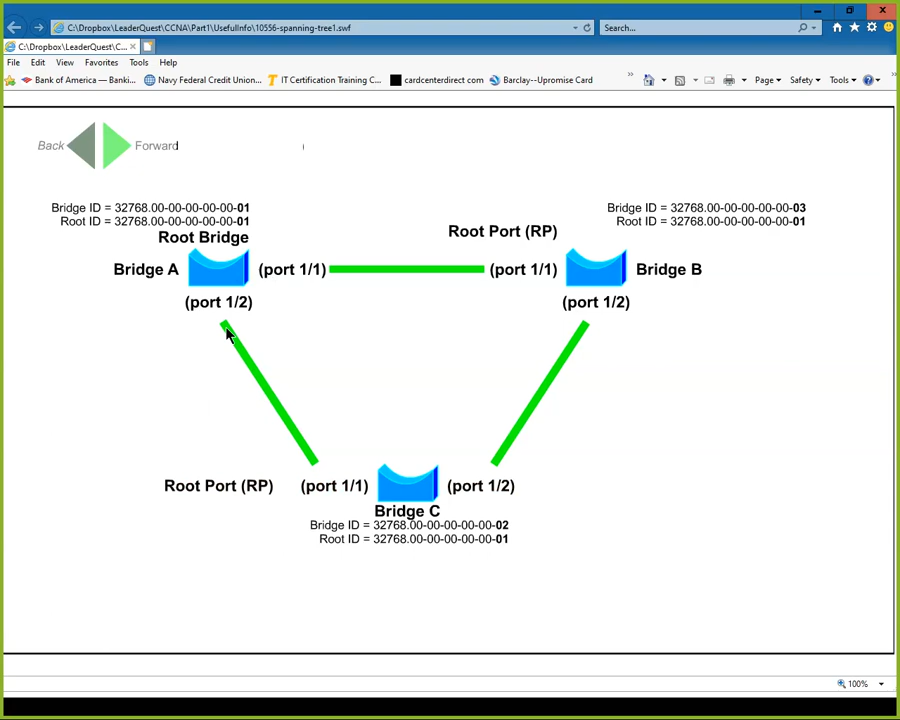 C:\Dropbox\LeaderQuest\CCNA\Part1\UsefulInfo\10556-spanning-tree1.swf
Search...
C:\Dropbox\LeaderQuest\C...
File Edit View Favorites Tools Help
Bank of America — Banki...
Navy Federal Credit Union...
IT Certification Training C...
cardcenterdirect com
Barclay--Upromise Card
Page
Safety
Tools
Back
Forward
Bridge ID = 32768.00-00-00-00-00-01
Root ID = 32768.00-00-00-00-00-01
Root Bridge
Bridge A
(port 1/1)
(port 1/2)
Bridge ID = 32768.00-00-00-00-00-03
Root ID = 32768.00-00-00-00-00-01
Root Port (RP)
(port 1/1)
Bridge B
(port 1/2)
Root Port (RP)
(port 1/1)
(port 1/2)
Bridge C
Bridge ID = 32768.00-00-00-00-00-02
Root ID = 32768.00-00-00-00-00-01
100%